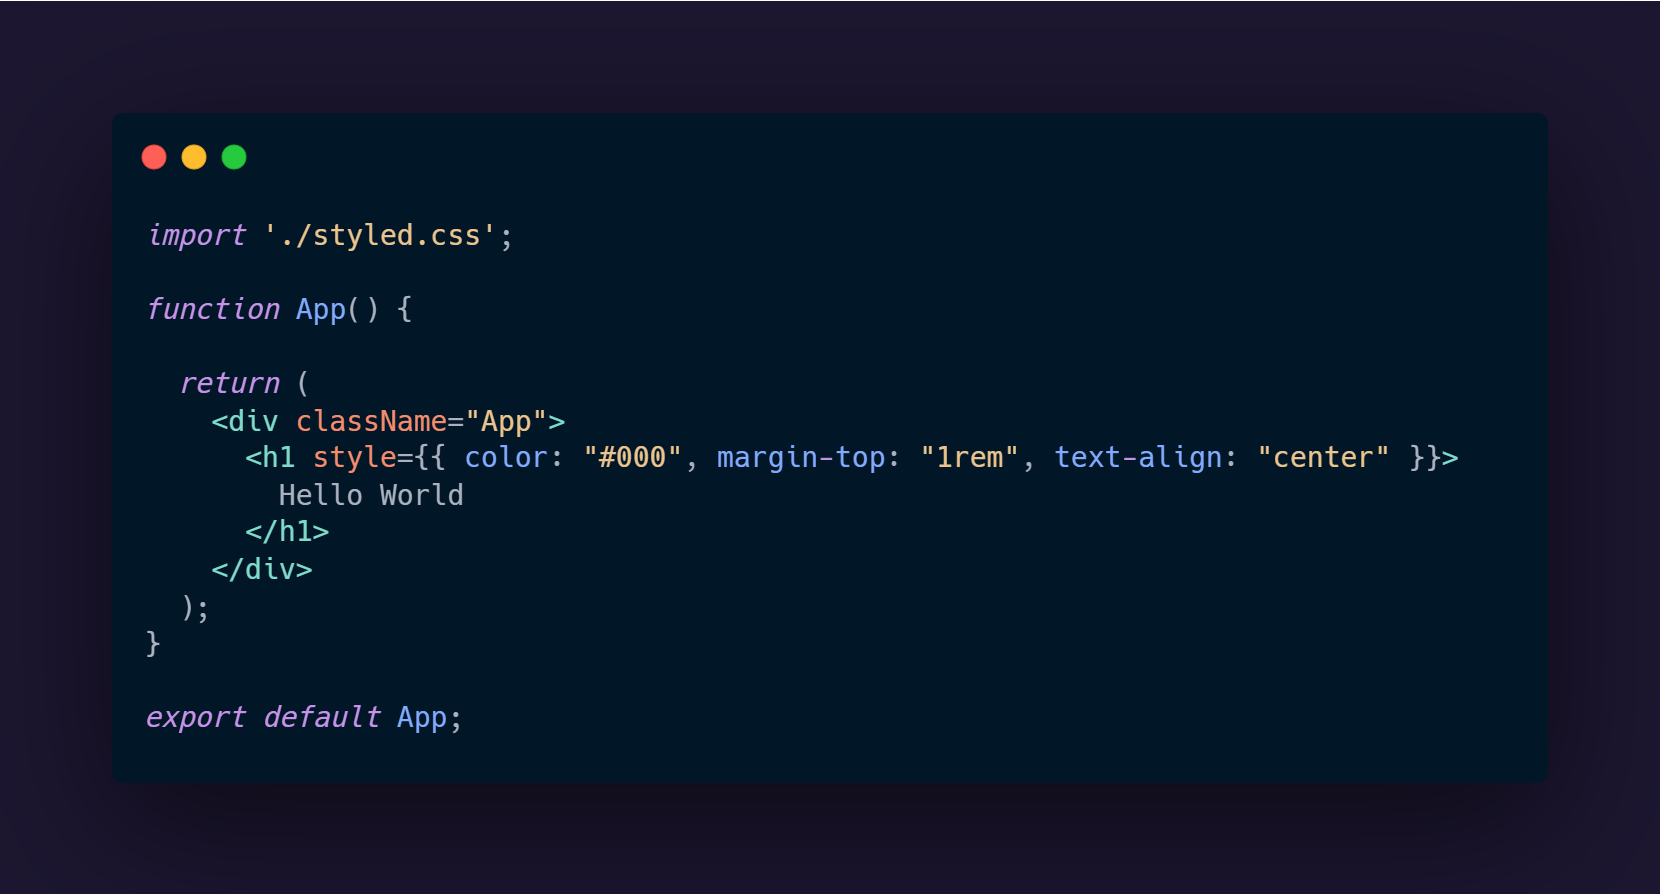 import './styled.css';
function App() {
return (
<div className="App">
<h1 style={{ color: "#000", margin-top: "1rem", text-align: "center" }}>
Hello World
</h1>
</div>
);
}
export default App;